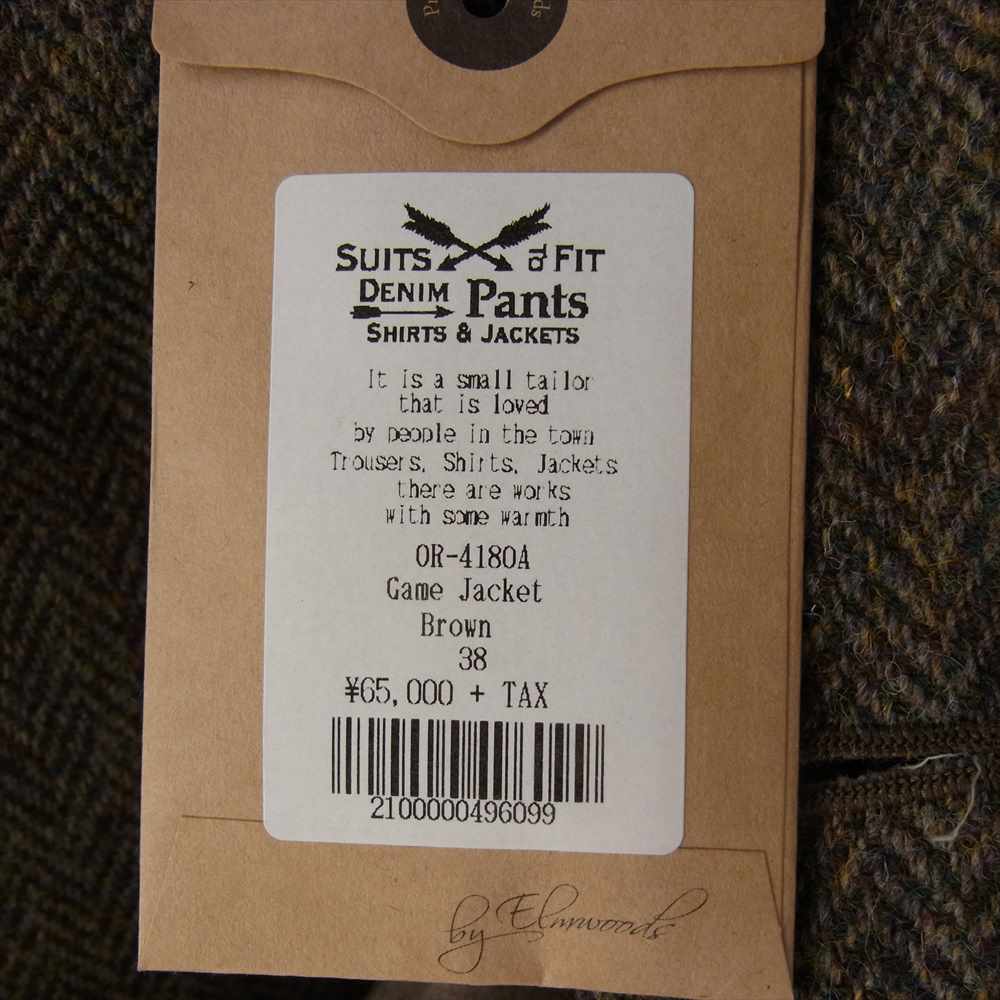 SUITS of FIT
DENIM Pants
SHIRTS & JACKETS
It is a small tailor
that is loved
by people in the town
Trousers, Shirts, Jackets
there are works
with some warmth
OR-4180A
Game Jacket
Brown
38
¥65,000 + TAX
2100000496099
by Elmwoods